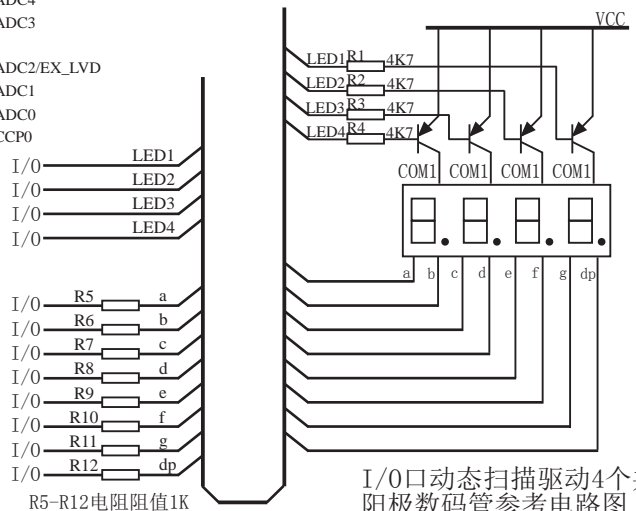 ADC4
ADC3
ADC2/EX_LVD
ADC1
ADC0
CCP0
I/O LED1
I/O LED2
I/O LED3
I/O LED4
I/O R5 a
I/O R6 b
I/O R7 c
I/O R8 d
I/O R9 e
I/O R10 f
I/O R11 g
I/O R12 dp
R5-R12电阻阻值1K
VCC
LED1 R1 4K7
LED2 R2 4K7
LED3 R3 4K7
LED4 R4 4K7
COM1 COM1 COM1 COM1
a b c d e f g dp
I/O口动态扫描驱动4个
阳极数码管参考电路图